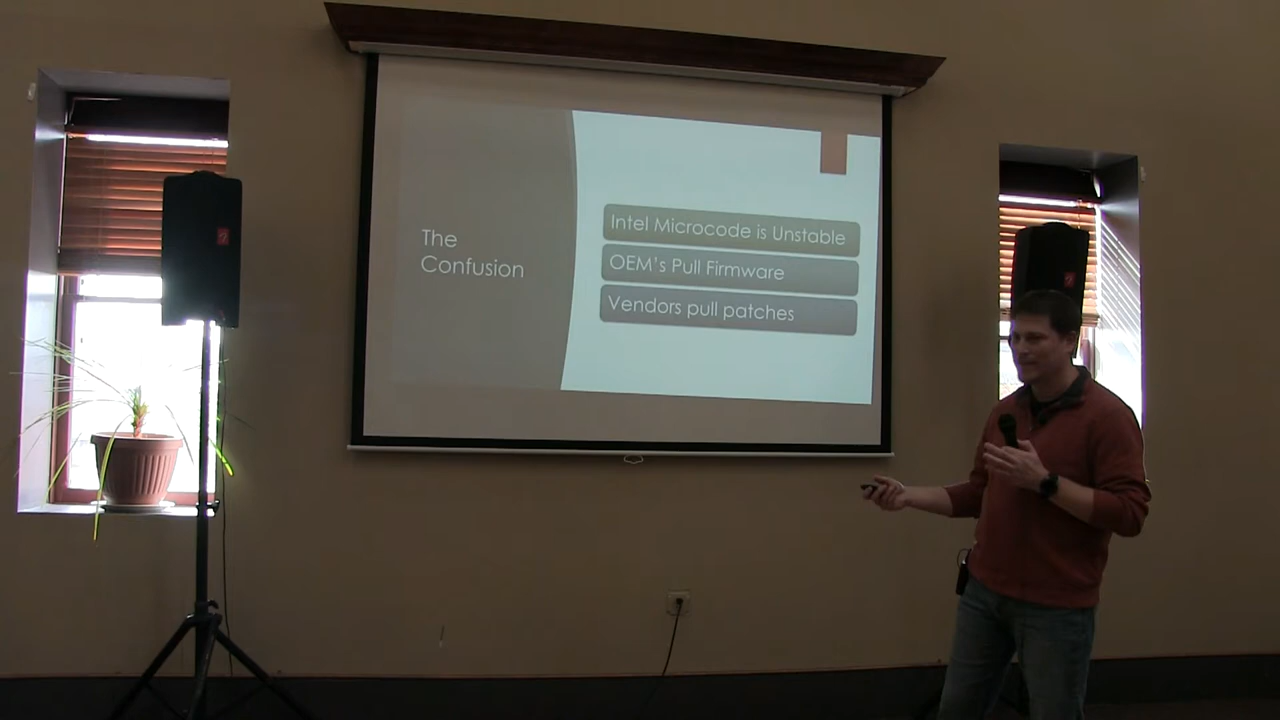 The
Confusion
Intel Microcode is Unstable
OEM's Pull Firmware
Vendors pull patches